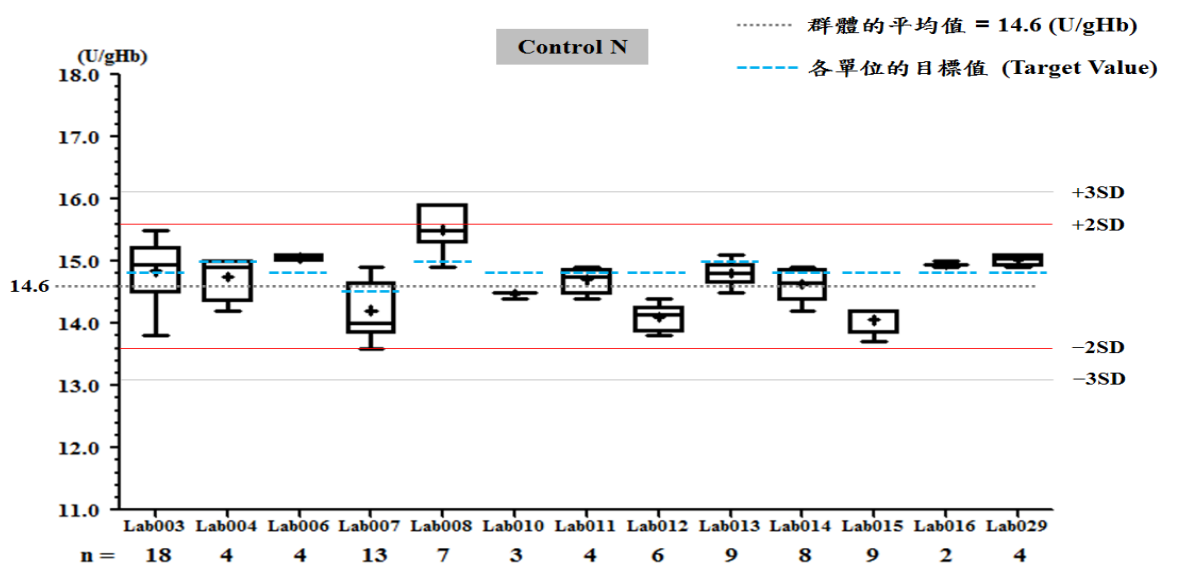 群體的平均值 = 14.6 (U/gHb)
Control N
(U/gHb)
各單位的目標值 (Target Value)
18.0
17.0
16.0
+3SD
+2SD
15.0
14.6
14.0
−2SD
−3SD
13.0
12.0
11.0
Lab003 Lab004 Lab006 Lab007 Lab008 Lab010 Lab011 Lab012 Lab013 Lab014 Lab015 Lab016 Lab029
n = 18 4 4 13 7 3 4 6 9 8 9 2 4